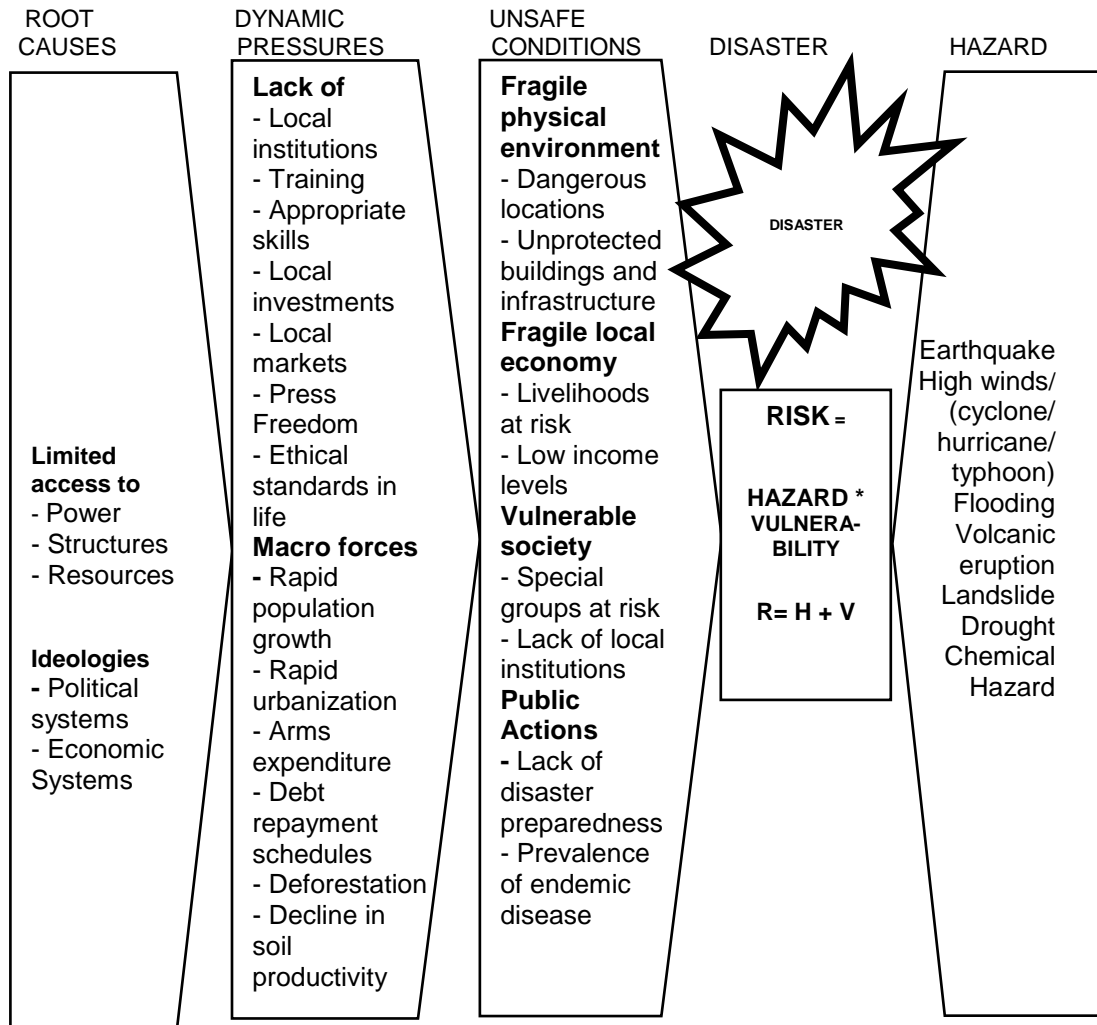 ROOT
CAUSES
DYNAMIC
PRESSURES
UNSAFE
CONDITIONS
DISASTER
HAZARD
Limited
access to
- Power
- Structures
- Resources
Ideologies
- Political
systems
- Economic
Systems
Lack of
- Local
institutions
- Training
- Appropriate
skills
- Local
investments
- Local
markets
- Press
Freedom
- Ethical
standards in
life
Macro forces
- Rapid
population
growth
- Rapid
urbanization
- Arms
expenditure
- Debt
repayment
schedules
- Deforestation
- Decline in
soil
productivity
Fragile
physical
environment
- Dangerous
locations
- Unprotected
buildings and
infrastructure
Fragile local
economy
- Livelihoods
at risk
- Low income
levels
Vulnerable
society
- Special
groups at risk
- Lack of local
institutions
Public
Actions
- Lack of
disaster
preparedness
- Prevalence
of endemic
disease
DISASTER
RISK =
HAZARD *
VULNERA-
BILITY
R= H + V
Earthquake
High winds/
(cyclone/
hurricane/
typhoon)
Flooding
Volcanic
eruption
Landslide
Drought
Chemical
Hazard